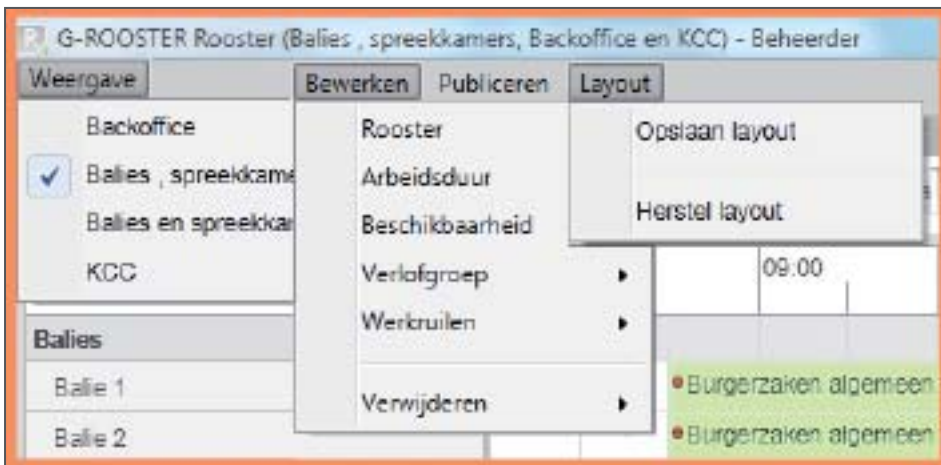 G-ROOSTER Rooster (Balies , spreekkamers, Backoffice en KCC) - Beheerder
Weergave Bewerken Publiceren Layout
Backoffice
Balies , spreekkame
Balies en spreekkar
KCC
Rooster
Arbeidsduur
Beschikbaarheid
Verlofgroep
Werkruilen
Verwijderen
Opslaan layout
Herstel layout
09:00
Balies
Balie 1
Burgerzaken algemeen
Balie 2
Burgerzaken algemeen